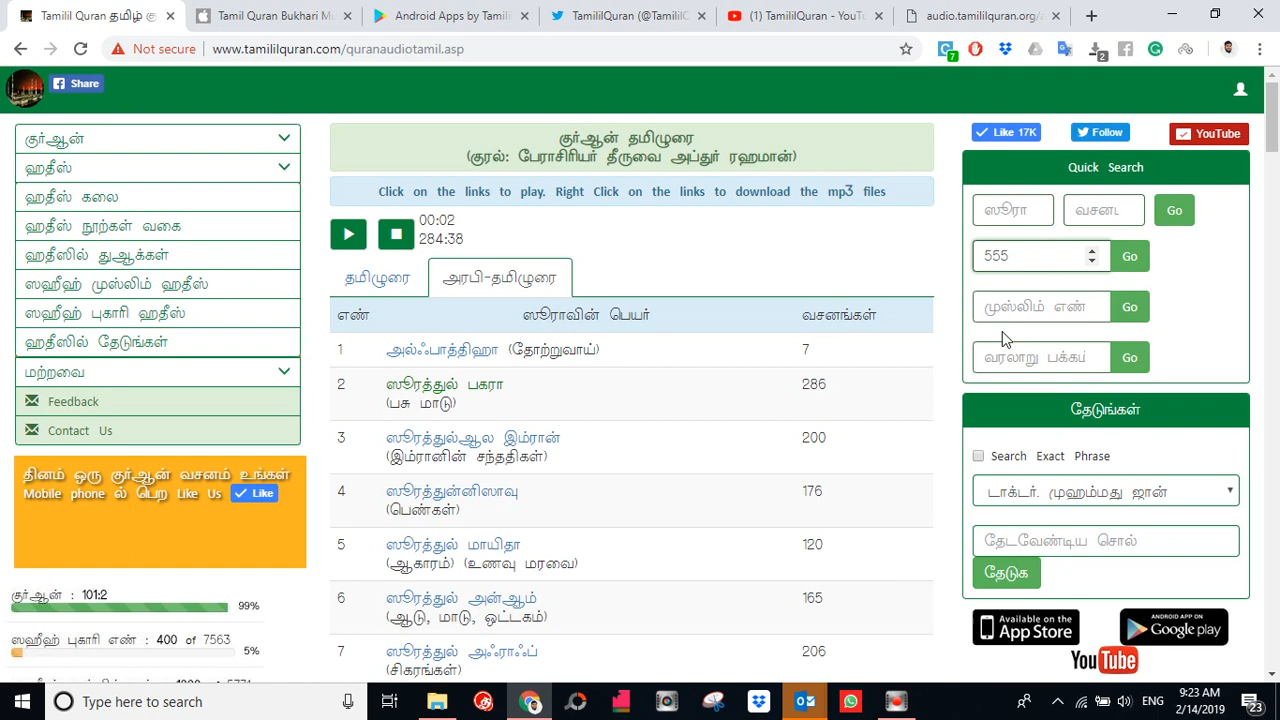 Tamilil Quran தமிழ் கு
Tamil Quran Bukhari Mu
Android Apps by Tamili
TamililQuran (@TamililC
(1) TamililQuran - YouTu
audio.tamililquran.org/a
Not secure
www.tamililquran.com/quranaudiotamil.asp
7
2
Share
குர்ஆன்
ஹதீஸ்
ஹதீஸ் கலை
ஹதீஸ் நூற்கள் வகை
ஹதீஸில் துஆக்கள்
ஸஹீஹ் முஸ்லிம் ஹதீஸ்
ஸஹீஹ் புகாரி ஹதீஸ்
ஹதீஸில் தேடுங்கள்
மற்றவை
Feedback
Contact Us
தினம் ஒரு குர்ஆன் வசனம் உங்கள்
Mobile phone ல் பெற Like Us Like
குர்ஆன் : 101:2
99%
ஸஹீஹ் புகாரி எண் : 400 of 7563
5%
குர்ஆன் தமிழுரை
(குரல்: பேராசிரியர் திருவை அப்துர் ரஹமான்)
Click on the links to play. Right Click on the links to download the mp3 files
00:02
284:38
தமிழுரை
அரபி-தமிழுரை
எண் ஸூராவின் பெயர் வசனங்கள்
1 அல்ஃபாத்திஹா (தோற்றுவாய்) 7
2 ஸூரத்துல் பகரா 286
(பசு மாடு)
3 ஸூரத்துல்ஆல இம்ரான் 200
(இம்ரானின் சந்ததிகள்)
4 ஸூரத்துன்னிஸாவு 176
(பெண்கள்)
5 ஸூரத்துல் மாயிதா 120
(ஆகாரம்) (உணவு மரவை)
6 ஸூரத்துல் அன்ஆம் 165
(ஆடு, மாடு, ஒட்டகம்)
7 ஸூரத்துல் அஃராஃப் 206
(சிகரங்கள்)
Like 17K
Follow
YouTube
Quick Search
ஸூரா
வசன
Go
555
Go
முஸ்லிம் எண்
Go
வரலாறு பக்கம்
Go
தேடுங்கள்
Search Exact Phrase
டாக்டர். முஹம்மது ஜான்
தேடவேண்டிய சொல்
தேடுக
Available on the
App Store
ANDROID APP ON
Google play
YouTube
Type here to search
ENG
9:23 AM
2/14/2019
23